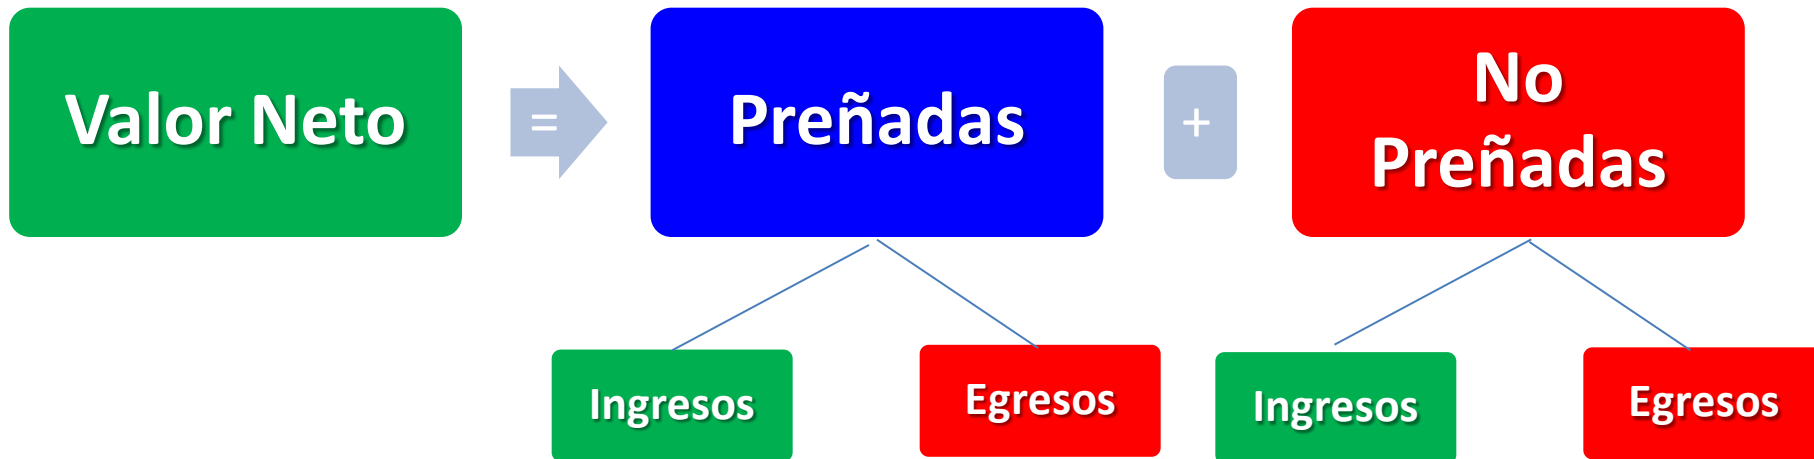 Valor Neto
=
Preñadas
+
No
Preñadas
Ingresos
Egresos
Ingresos
Egresos